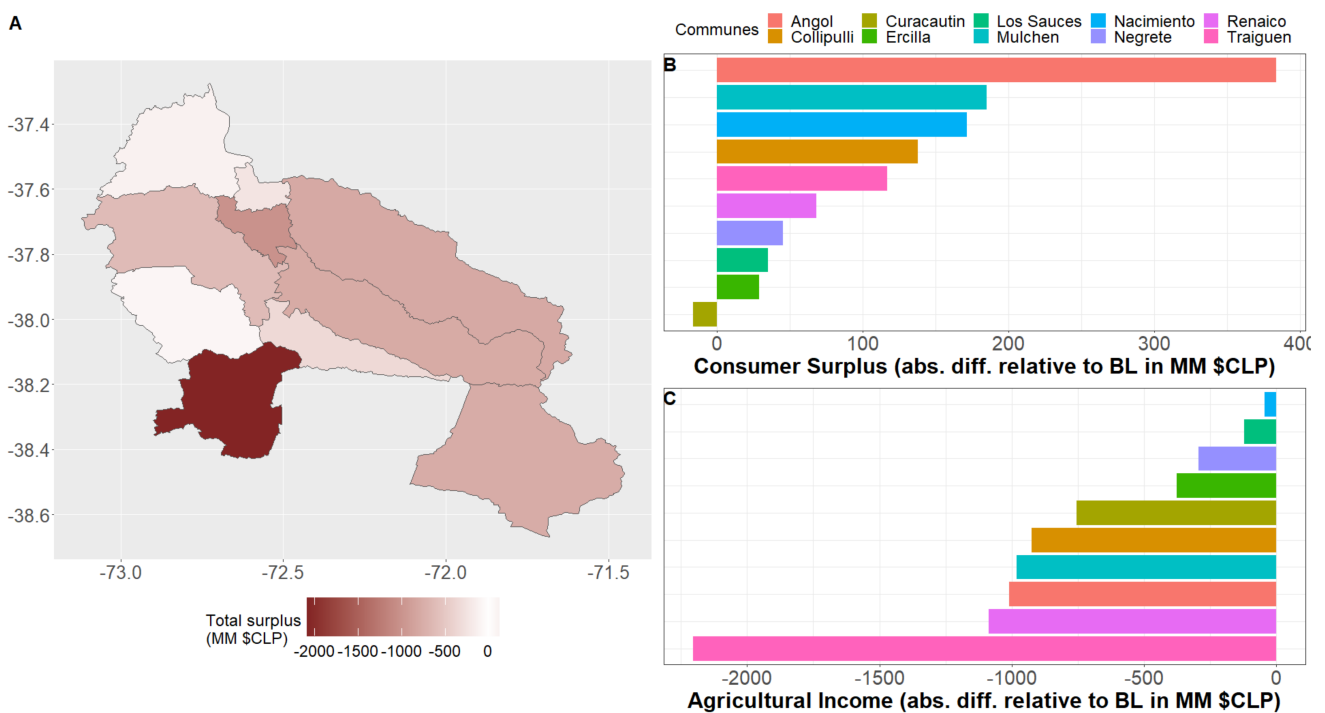 A
-37.4
-37.6
-37.8
-38.0
-38.2
-38.4
-38.6
-73.0 -72.5 -72.0 -71.5
Total surplus
(MM $CLP)
-2000 -1500 -1000 -500 0
Communes Angol Curacautin Los Sauces Nacimiento Renaico
Collipulli Ercilla Mulchen Negrete Traiguen
B
0 100 200 300 400
Consumer Surplus (abs. diff. relative to BL in MM $CLP)
C
-2000 -1500 -1000 -500 0
Agricultural Income (abs. diff. relative to BL in MM $CLP)